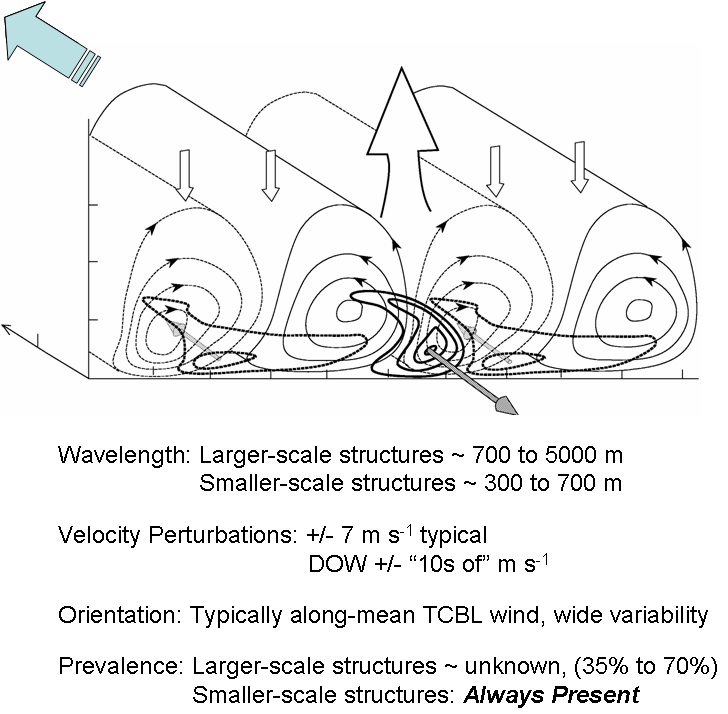 Wavelength: Larger-scale structures ~ 700 to 5000 m
Smaller-scale structures ~ 300 to 700 m
Velocity Perturbations: +/- 7 m s⁻¹ typical
DOW +/- “10s of” m s⁻¹
Orientation: Typically along-mean TCBL wind, wide variability
Prevalence: Larger-scale structures ~ unknown, (35% to 70%)
Smaller-scale structures: Always Present